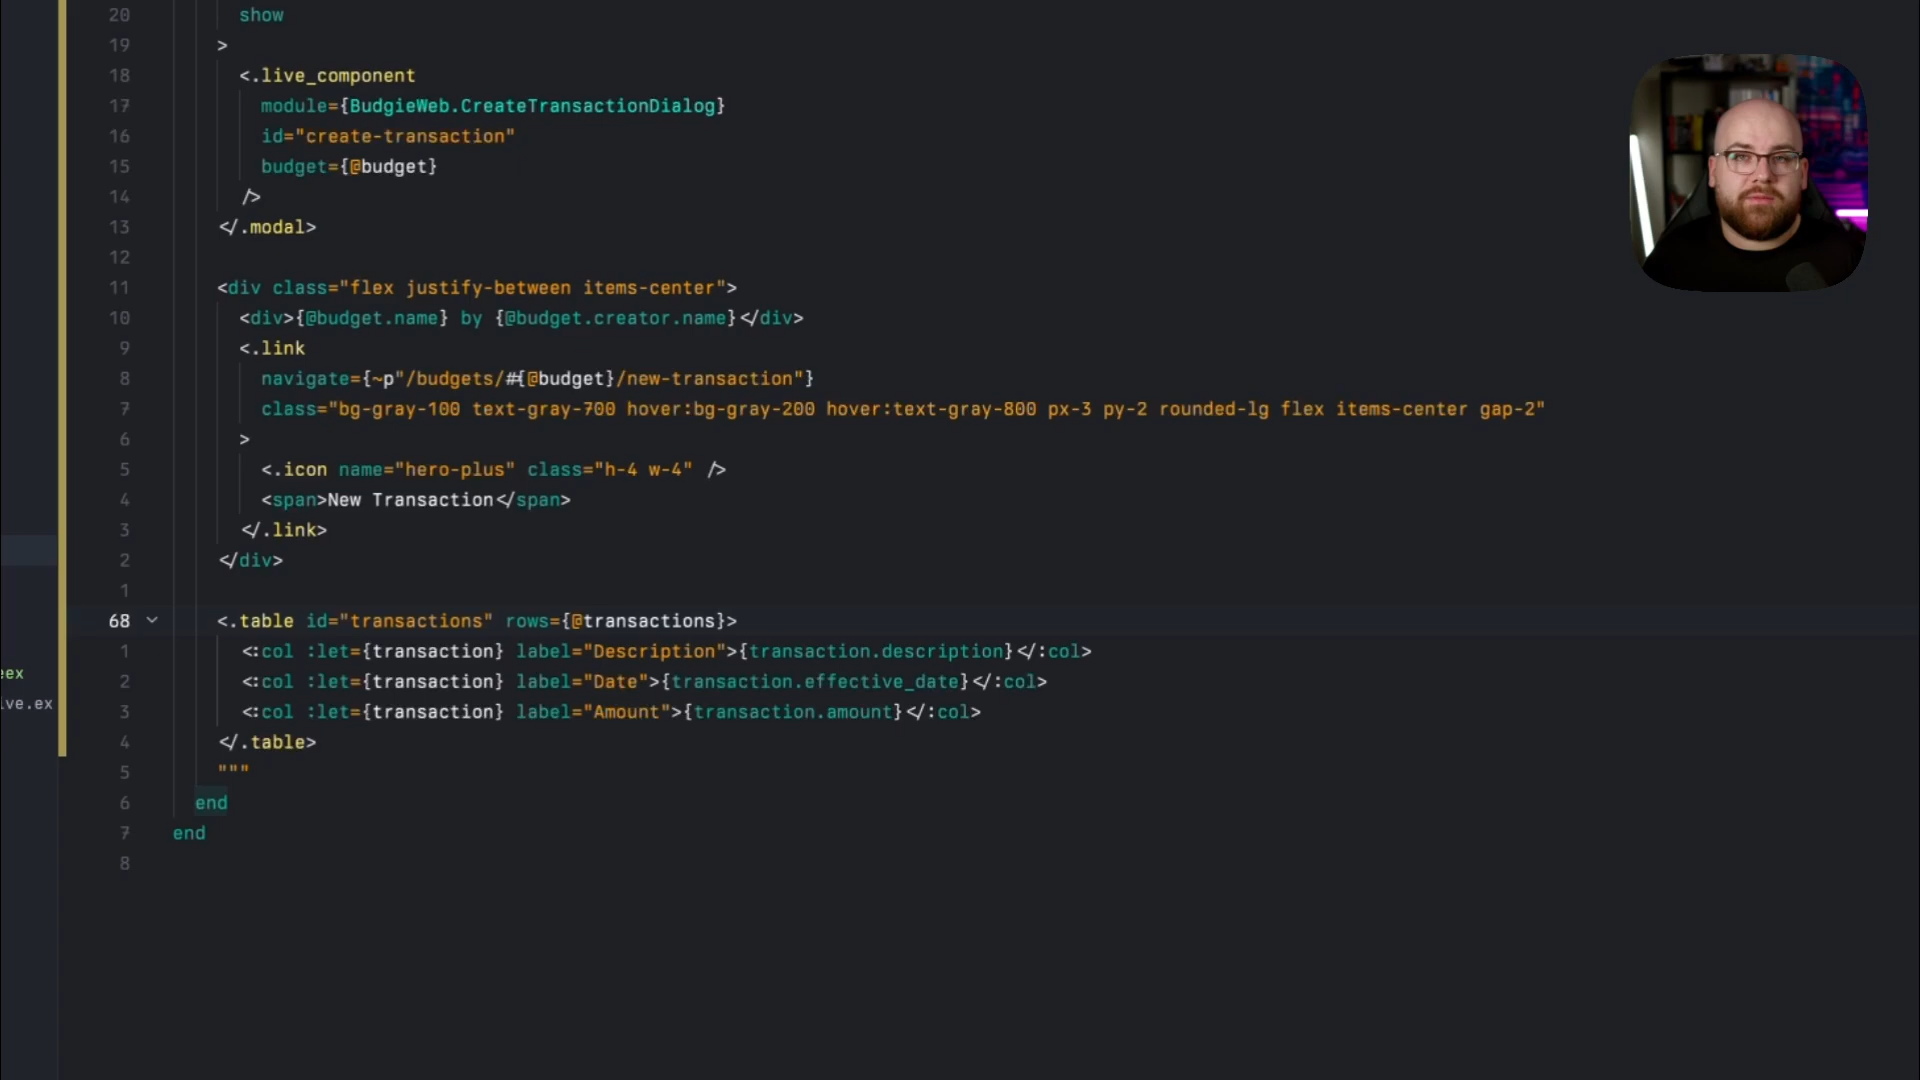 20 show
19 >
18 <.live_component
17 module={BudgieWeb.CreateTransactionDialog}
16 id="create-transaction"
15 budget={@budget}
14 />
13 </.modal>
12
11 <div class="flex justify-between items-center">
10 <div>{@budget.name} by {@budget.creator.name}</div>
9 <.link
8 navigate={~p"/budgets/#{@budget}/new-transaction"}
7 class="bg-gray-100 text-gray-700 hover:bg-gray-200 hover:text-gray-800 px-3 py-2 rounded-lg flex items-center gap-2"
6 >
5 <.icon name="hero-plus" class="h-4 w-4" />
4 <span>New Transaction</span>
3 </.link>
2 </div>
1
68 <.table id="transactions" rows={@transactions}>
eex 1 <:col :let={transaction} label="Description">{transaction.description}</:col>
ive.ex 2 <:col :let={transaction} label="Date">{transaction.effective_date}</:col>
3 <:col :let={transaction} label="Amount">{transaction.amount}</:col>
4 </.table>
5 """
6 end
7 end
8